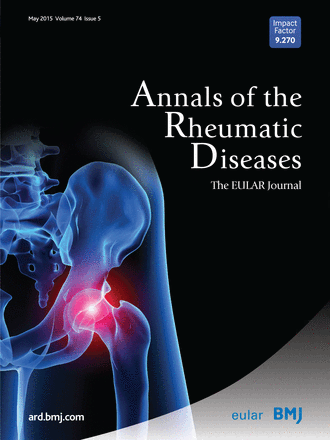 May 2015 Volume 74 Issue 5
Impact
Factor
9.270
Annals of the
Rheumatic
Diseases
The EULAR Journal
ard.bmj.com
eular BMJ